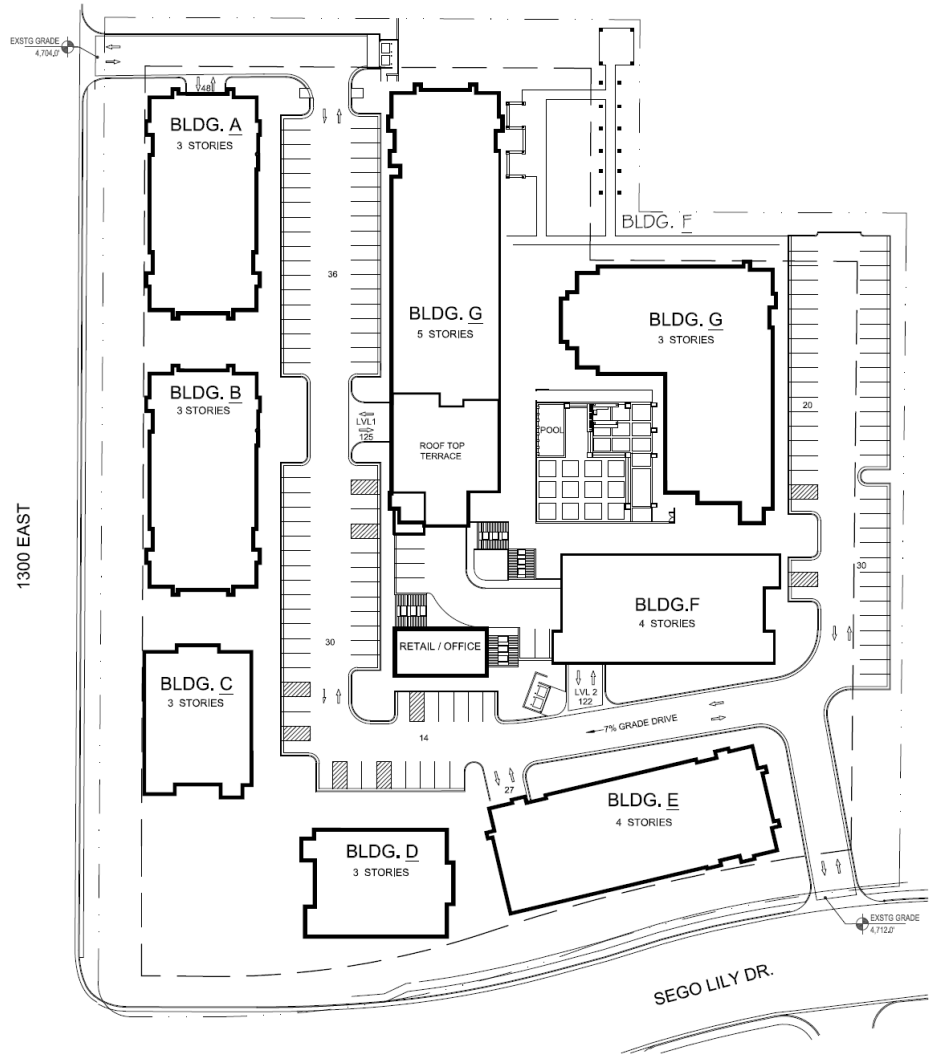 EXSTG GRADE
4,704.0'
48
BLDG. A
3 STORIES
BLDG. F
36
BLDG. G
5 STORIES
BLDG. G
3 STORIES
BLDG. B
3 STORIES
LVL1
125
ROOF TOP
TERRACE
POOL
20
1300 EAST
30
BLDG.F
4 STORIES
30
RETAIL / OFFICE
BLDG. C
3 STORIES
LVL 2
122
7% GRADE DRIVE
14
27
BLDG. E
4 STORIES
BLDG. D
3 STORIES
EXSTG GRADE
4,712.0'
SEGO LILY DR.